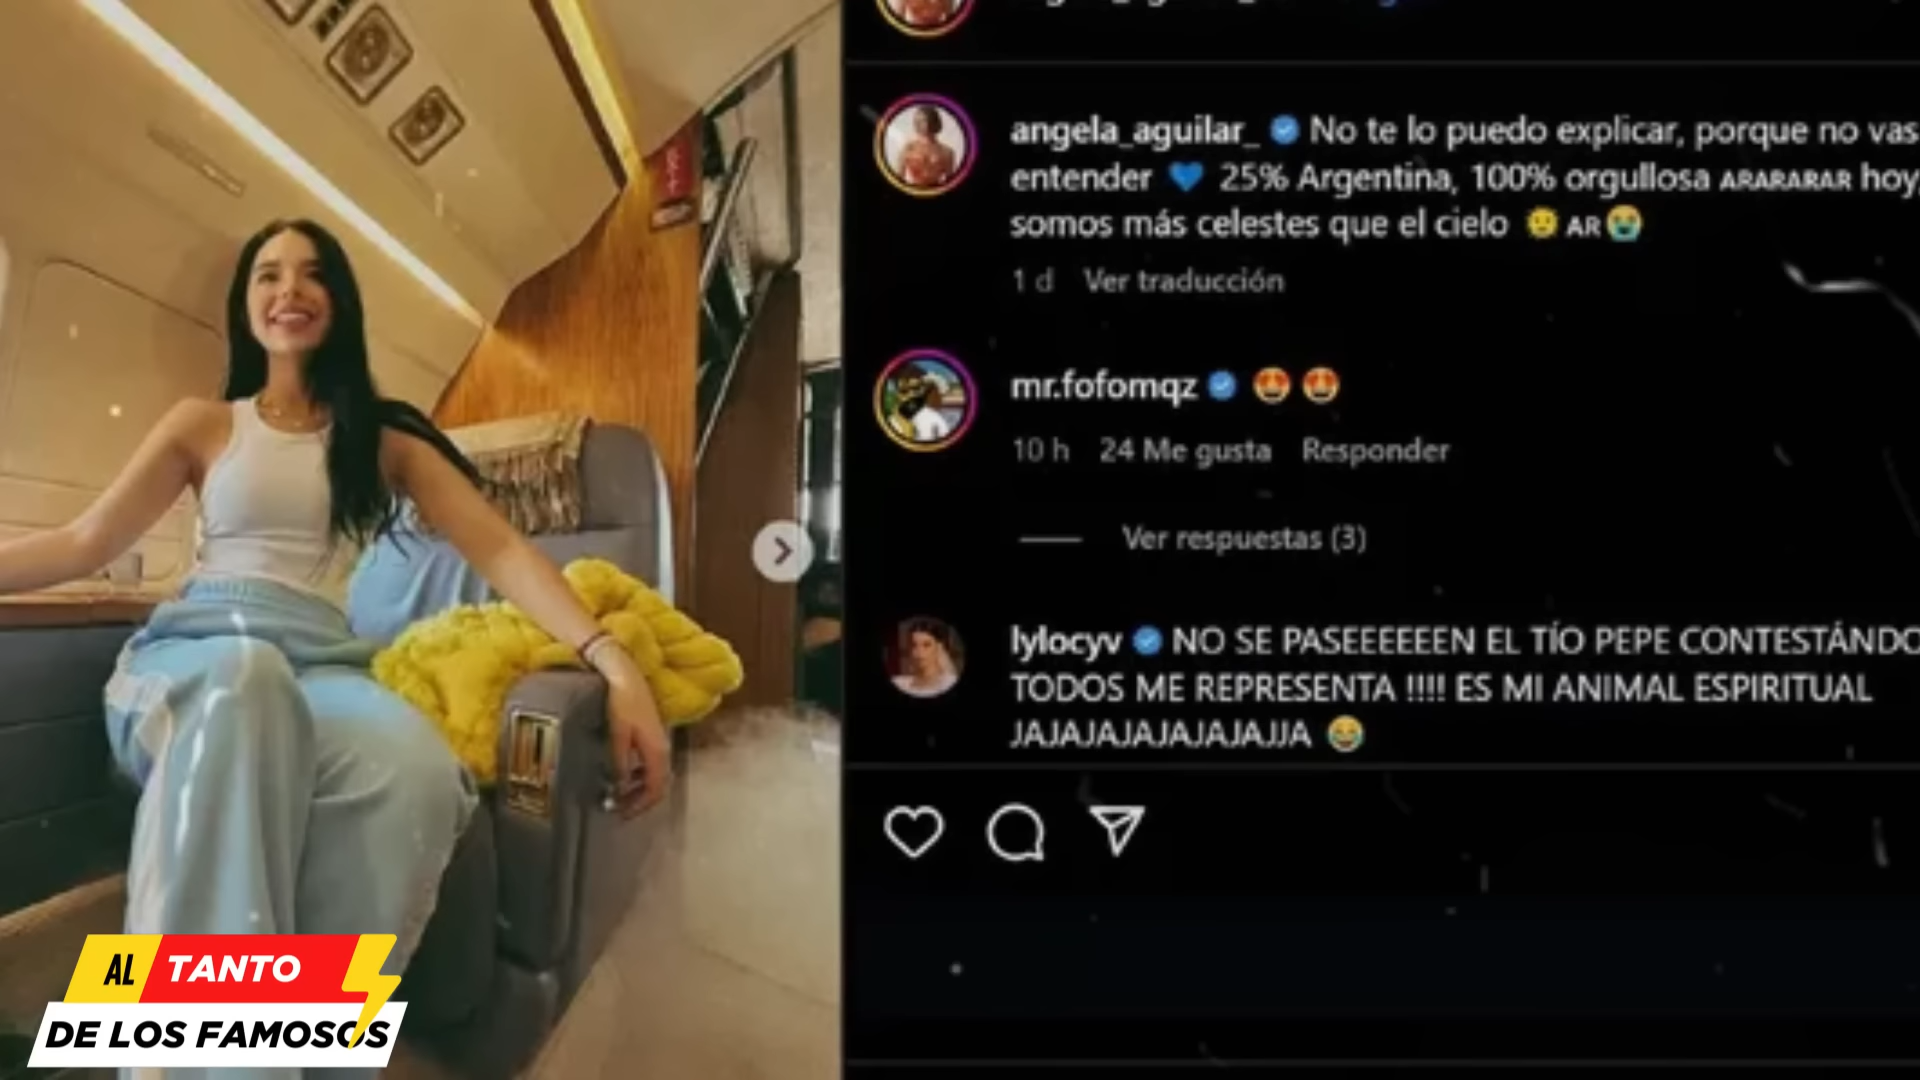 angela_aguilar_ No te lo puedo explicar, porque no vas
entender 💙 25% Argentina, 100% orgullosa ARARARAR hoy,
somos más celestes que el cielo AR😭
1 d Ver traducción
mr.fofomqz 🤩 🤩
10 h 24 Me gusta Responder
Ver respuestas (3)
lylocyv NO SE PASEEEEEEN EL TÍO PEPE CONTESTÁNDO
TODOS ME REPRESENTA !!!! ES MI ANIMAL ESPIRITUAL
JAJAJAJAJAJAJAJJA 😂
AL TANTO
DE LOS FAMOSOS